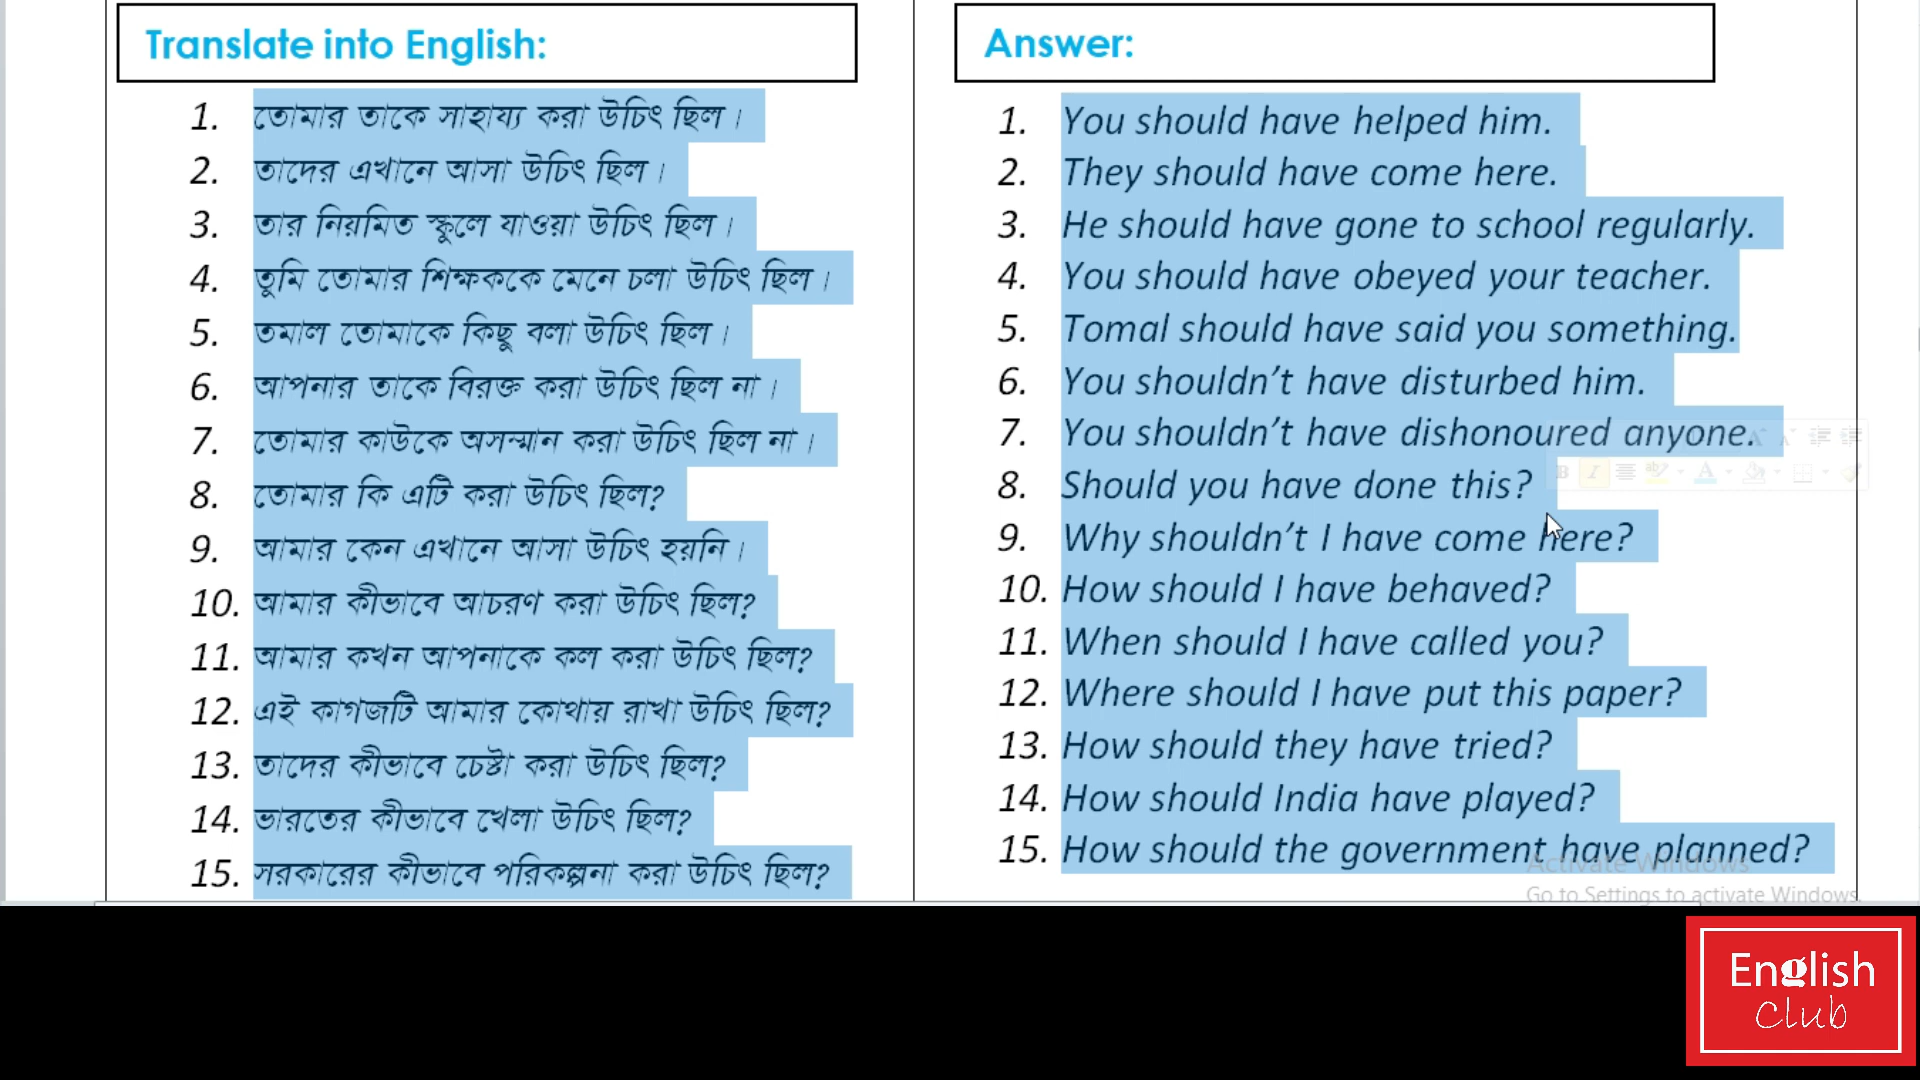 Translate into English:
1. তোমার তাকে সাহায্য করা উচিৎ ছিল।
2. তাদের এখানে আসা উচিৎ ছিল।
3. তার নিয়মিত স্কুলে যাওয়া উচিৎ ছিল।
4. তুমি তোমার শিক্ষককে মেনে চলা উচিৎ ছিল।
5. তমাল তোমাকে কিছু বলা উচিৎ ছিল।
6. আপনার তাকে বিরক্ত করা উচিৎ ছিল না।
7. তোমার কাউকে অসম্মান করা উচিৎ ছিল না।
8. তোমার কি এটি করা উচিৎ ছিল?
9. আমার কেন এখানে আসা উচিৎ হয়নি।
10. আমার কীভাবে আচরণ করা উচিৎ ছিল?
11. আমার কখন আপনাকে কল করা উচিৎ ছিল?
12. এই কাগজটি আমার কোথায় রাখা উচিৎ ছিল?
13. তাদের কীভাবে চেষ্টা করা উচিৎ ছিল?
14. ভারতের কীভাবে খেলা উচিৎ ছিল?
15. সরকারের কীভাবে পরিকল্পনা করা উচিৎ ছিল?
Answer:
1. You should have helped him.
2. They should have come here.
3. He should have gone to school regularly.
4. You should have obeyed your teacher.
5. Tomal should have said you something.
6. You shouldn't have disturbed him.
7. You shouldn't have dishonoured anyone.
8. Should you have done this?
9. Why shouldn't I have come here?
10. How should I have behaved?
11. When should I have called you?
12. Where should I have put this paper?
13. How should they have tried?
14. How should India have played?
15. How should the government have planned?
Activate Windows
Go to Settings to activate Windows.
English
Club